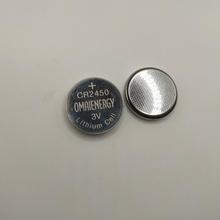 +
CR2450
OMAIENERGY
3V
Lithium Cell